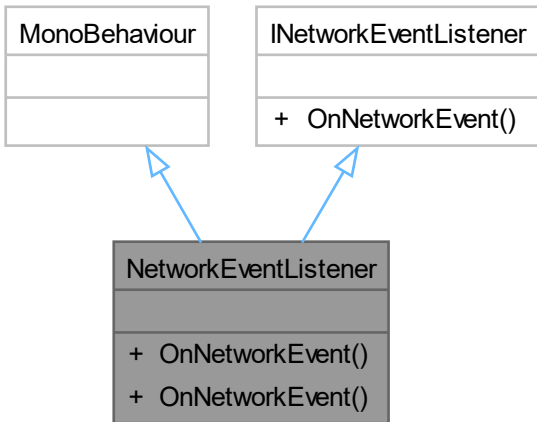 MonoBehaviour
INetworkEventListener
+ OnNetworkEvent()
NetworkEventListener
+ OnNetworkEvent()
+ OnNetworkEvent()